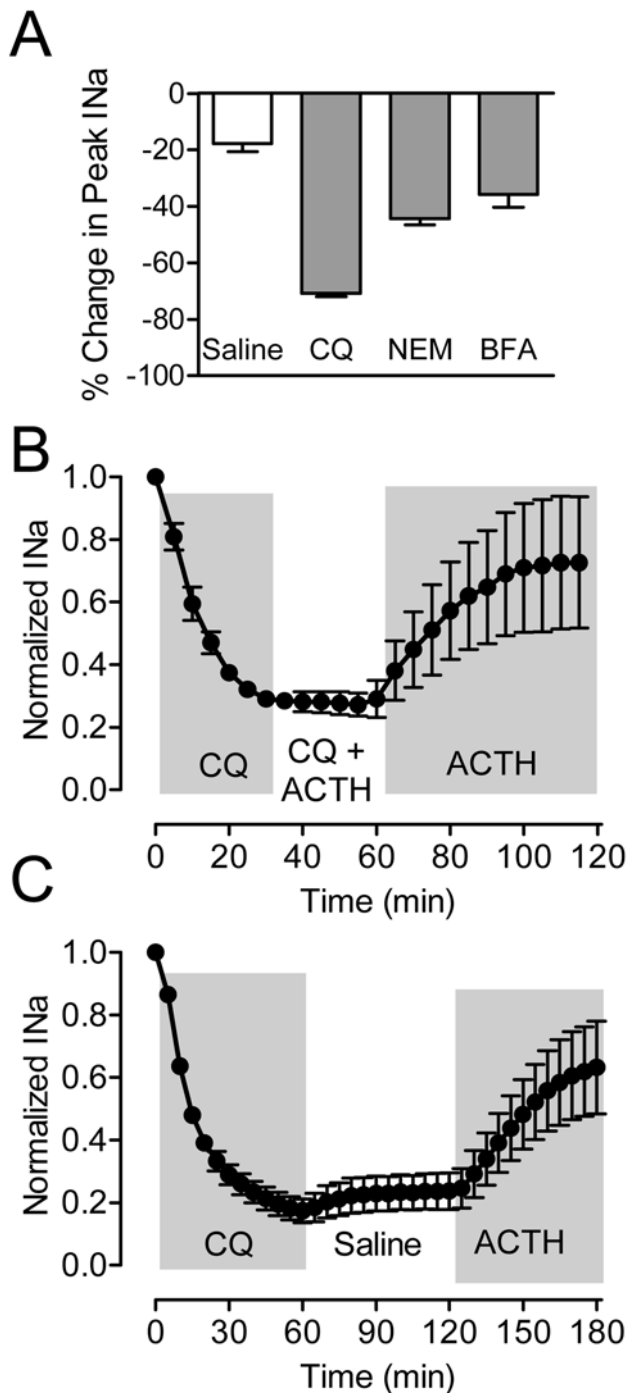 A
% Change in Peak INa
0
-20
-40
-60
-80
-100
Saline CQ NEM BFA
B
Normalized INa
1.0
0.8
0.6
0.4
0.2
0.0
CQ
CQ +
ACTH
ACTH
0 20 40 60 80 100 120
Time (min)
C
Normalized INa
1.0
0.8
0.6
0.4
0.2
0.0
CQ Saline ACTH
0 30 60 90 120 150 180
Time (min)